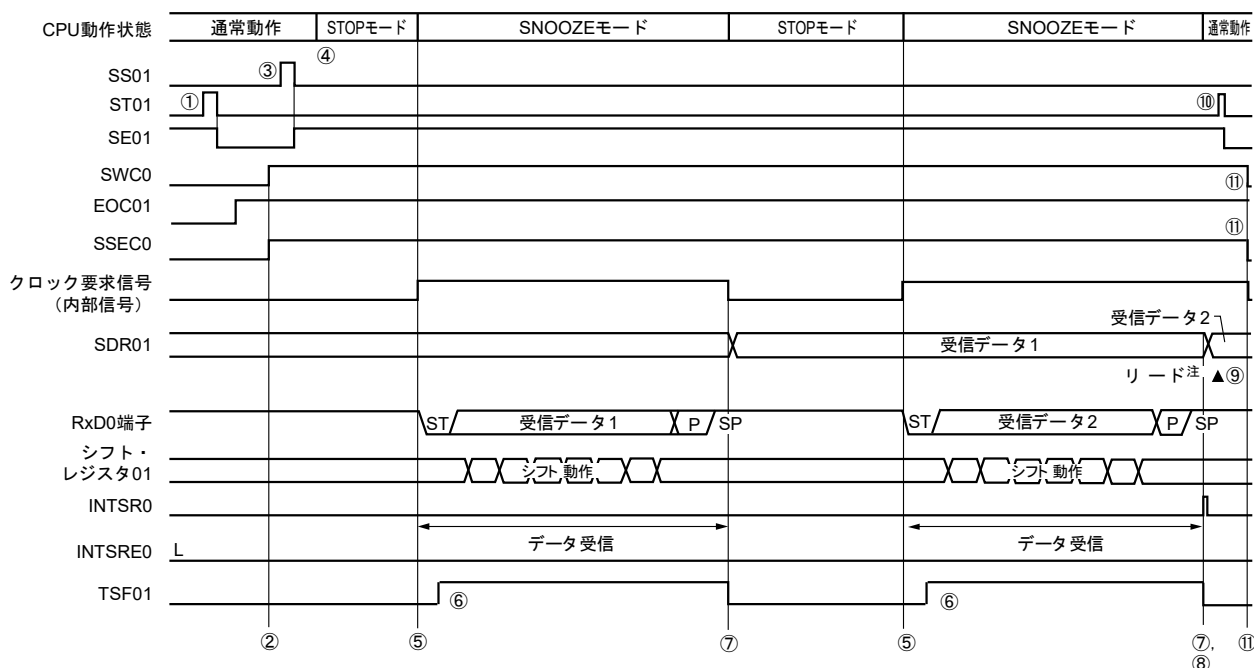 CPU動作状態 通常動作 STOPモード SNOOZEモード STOPモード SNOOZEモード 通常動作
④
SS01 ③
ST01 ① ⑩
SE01
SWC0 ⑪
EOC01
SSEC0 ⑪
クロック要求信号
(内部信号)
受信データ2
SDR01 受信データ1
リード注 ▲⑨
RxD0端子 ST 受信データ1 P SP ST 受信データ2 P SP
シフト・
レジスタ01 シフト動作 シフト動作
INTSR0
データ受信 データ受信
INTSRE0 L
TSF01 ⑥ ⑥
② ⑤ ⑦ ⑤ ⑦, ⑪
⑧